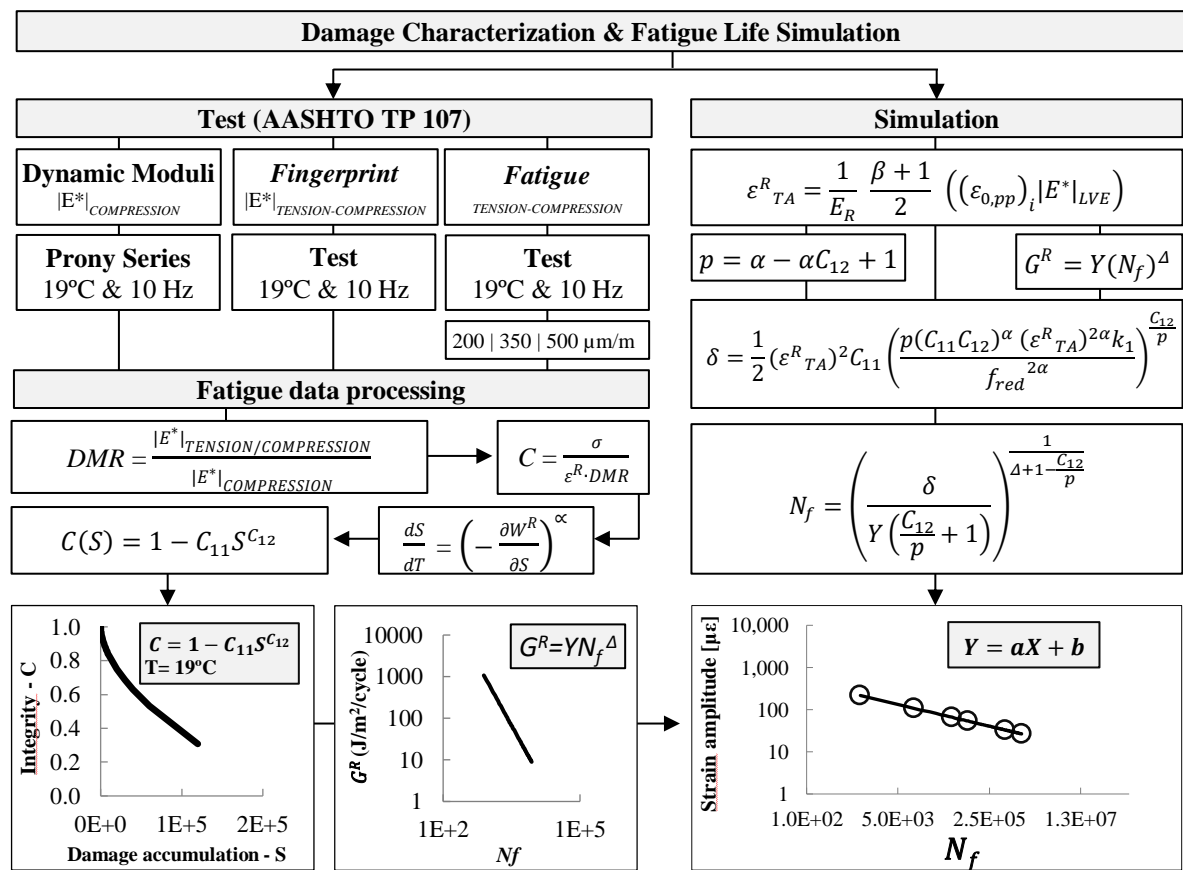 Damage Characterization & Fatigue Life Simulation
Test (AASHTO TP 107)
Dynamic Moduli
|E*|COMPRESSION
Fingerprint
|E*|TENSION-COMPRESSION
Fatigue
TENSION-COMPRESSION
Prony Series
19ºC & 10 Hz
Test
19ºC & 10 Hz
Test
19ºC & 10 Hz
200 | 350 | 500 µm/m
Fatigue data processing
DMR = |E*|TENSION/COMPRESSION / |E*|COMPRESSION
C = σ / ε^R·DMR
C(S) = 1 − C₁₁S^C₁₂
dS/dT = (− ∂W^R/∂S)^∝
1.0
0.8
0.6
0.4
0.2
0.0
Integrity - C
C = 1 − C₁₁S^C₁₂
T= 19ºC
0E+0 1E+5 2E+5
Damage accumulation - S
10000
1000
100
10
1
G^R (J/m²/cycle)
G^R=YN_f^Δ
1E+2 1E+5
Nf
Simulation
ε^R_TA = 1/E_R (β + 1)/2 ((ε₀,pp)_i|E*|_LVE)
p = α − αC₁₂ + 1
G^R = Y(N_f)^Δ
δ = 1/2 (ε^R_TA)²C₁₁ (p(C₁₁C₁₂)^α (ε^R_TA)^2α k₁ / f_red^2α)^(C₁₂/p)
N_f = (δ / Y(C₁₂/p + 1))^(1/(Δ+1−C₁₂/p))
10,000
1,000
100
10
1
Strain amplitude [µε]
Y = aX + b
1.0E+02 5.0E+03 2.5E+05 1.3E+07
N_f